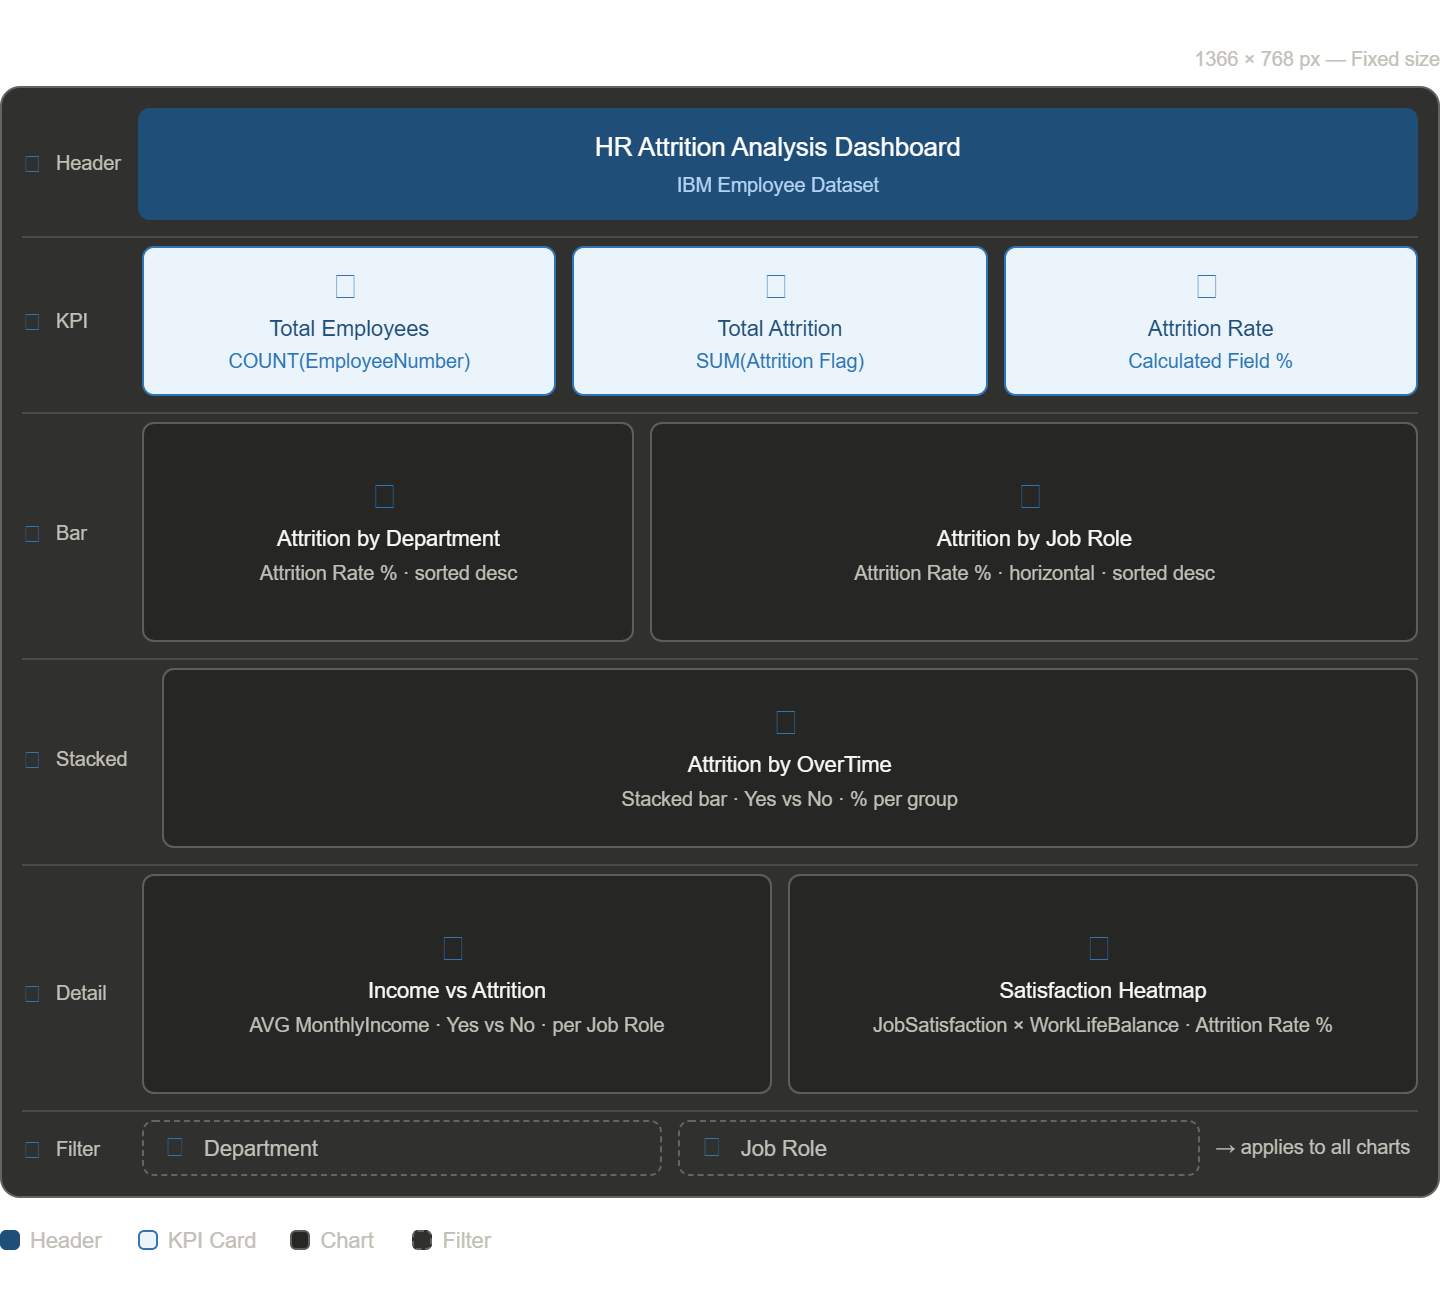 1366 × 768 px — Fixed size
Header
HR Attrition Analysis Dashboard
IBM Employee Dataset
KPI
Total Employees
COUNT(EmployeeNumber)
Total Attrition
SUM(Attrition Flag)
Attrition Rate
Calculated Field %
Bar
Attrition by Department
Attrition Rate % · sorted desc
Attrition by Job Role
Attrition Rate % · horizontal · sorted desc
Stacked
Attrition by OverTime
Stacked bar · Yes vs No · % per group
Detail
Income vs Attrition
AVG MonthlyIncome · Yes vs No · per Job Role
Satisfaction Heatmap
JobSatisfaction × WorkLifeBalance · Attrition Rate %
Filter
Department
Job Role
→ applies to all charts
Header
KPI Card
Chart
Filter